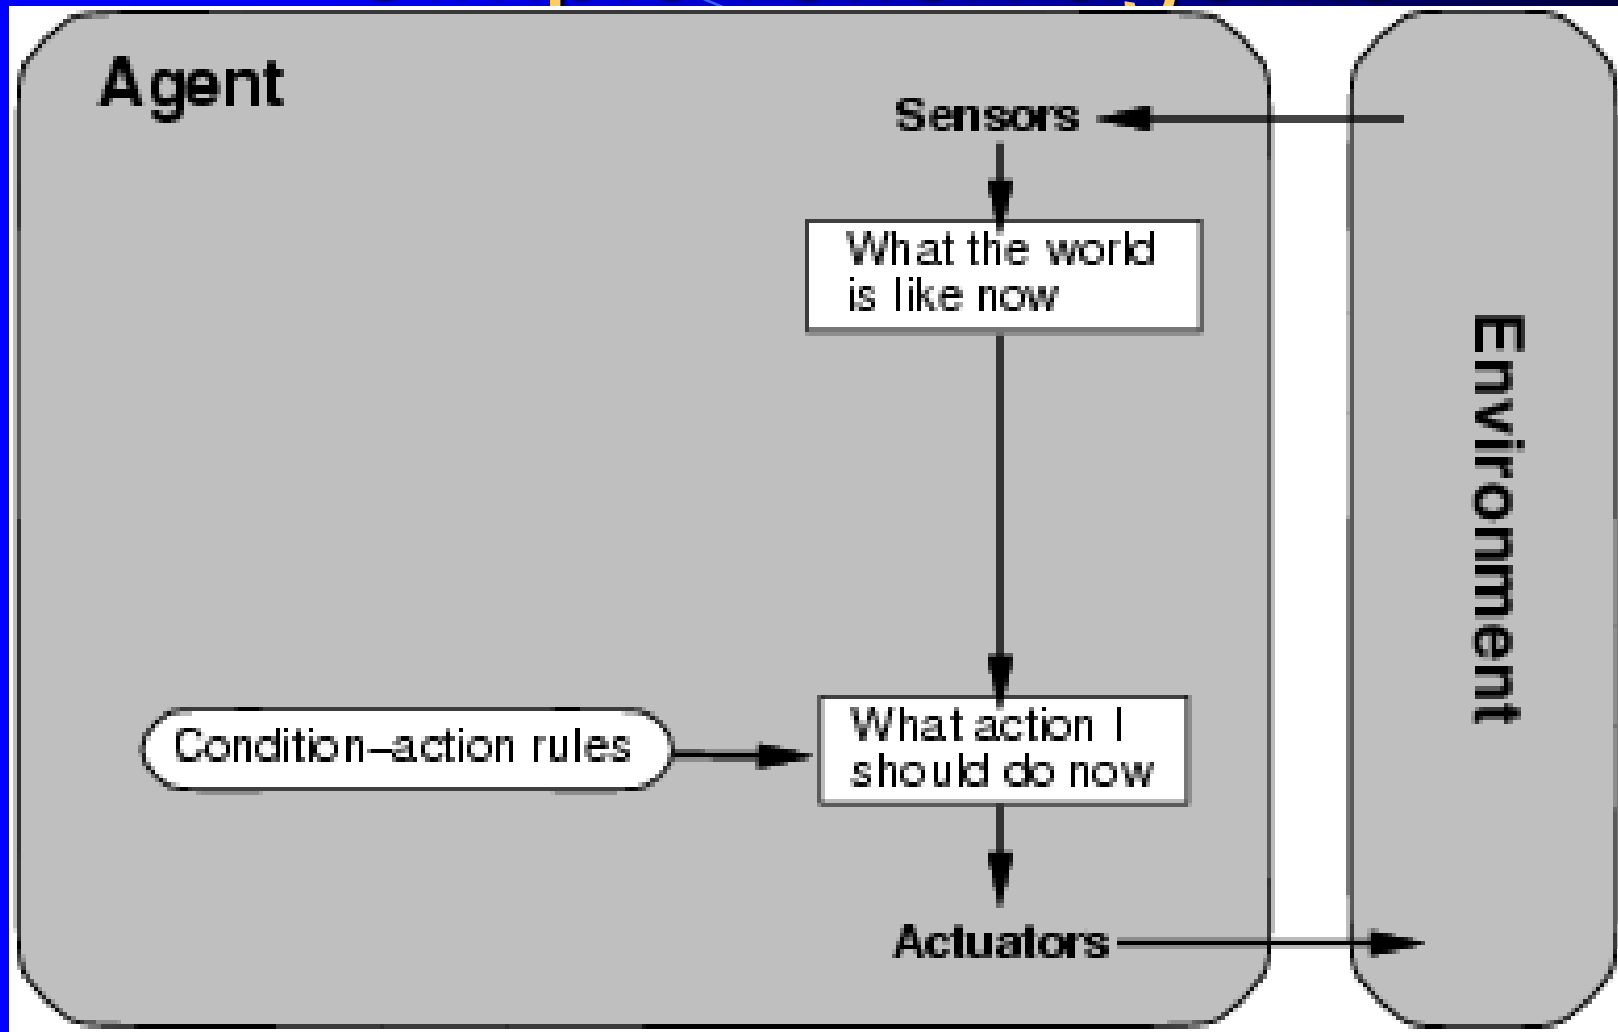 Agent
Sensors
What the world
is like now
Environment
Condition–action rules
What action I
should do now
Actuators